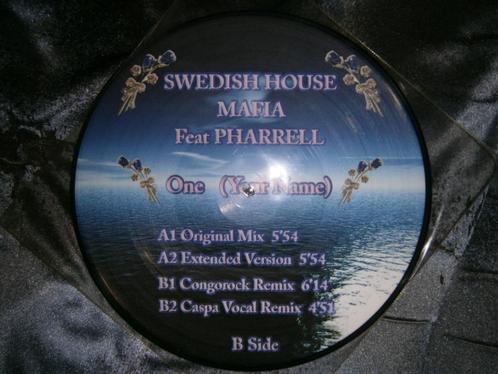 SWEDISH HOUSE
MAFIA
Feat PHARRELL
One (Your Name)
A1 Original Mix 5'54
A2 Extended Version 5'54
B1 Congorock Remix 6'14
B2 Caspa Vocal Remix 4'51
B Side